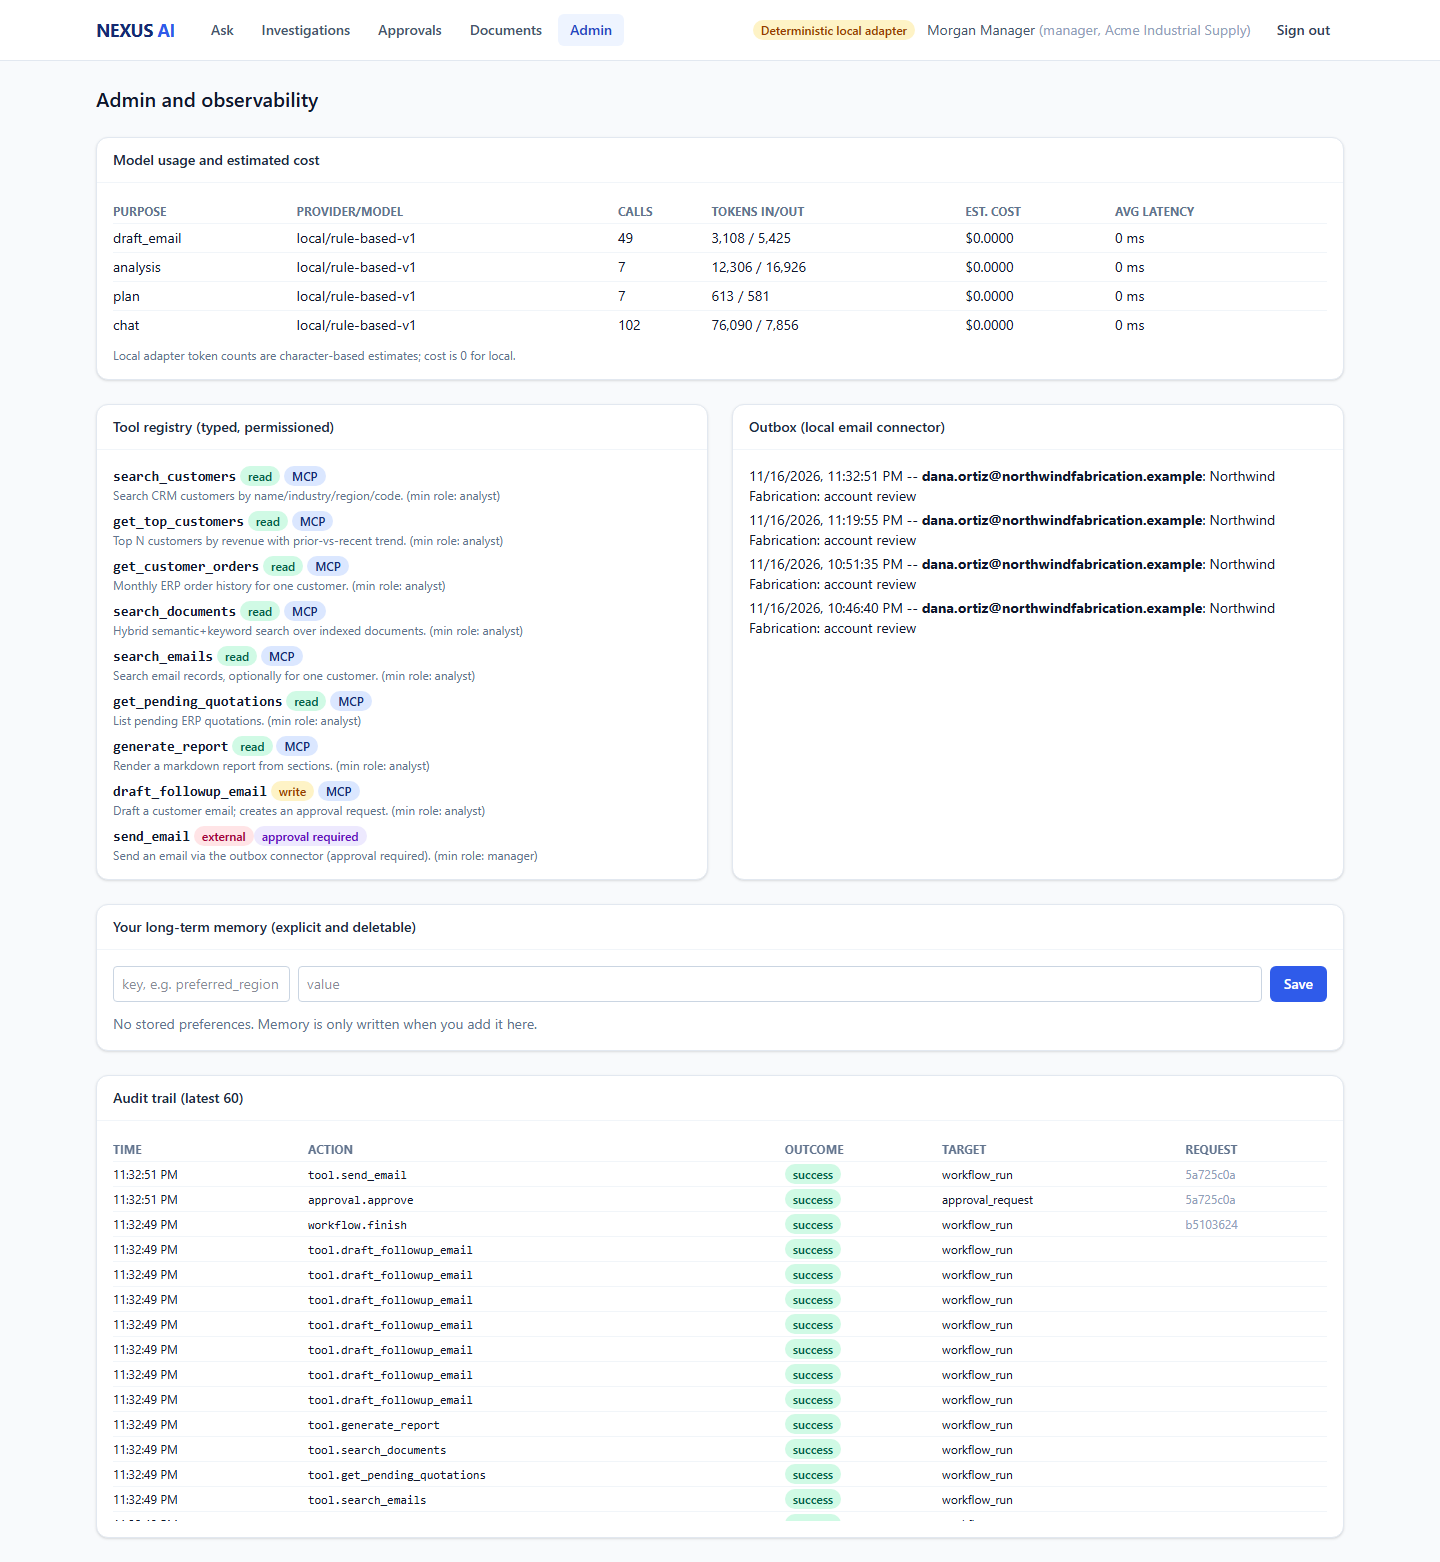 NEXUS AI Ask Investigations Approvals Documents Admin Deterministic local adapter Morgan Manager (manager, Acme Industrial Supply) Sign out
Admin and observability
Model usage and estimated cost
PURPOSE PROVIDER/MODEL CALLS TOKENS IN/OUT EST. COST AVG LATENCY
draft_email local/rule-based-v1 49 3,108 / 5,425 $0.0000 0 ms
analysis local/rule-based-v1 7 12,306 / 16,926 $0.0000 0 ms
plan local/rule-based-v1 7 613 / 581 $0.0000 0 ms
chat local/rule-based-v1 102 76,090 / 7,856 $0.0000 0 ms
Local adapter token counts are character-based estimates; cost is 0 for local.
Tool registry (typed, permissioned)
search_customers read MCP
Search CRM customers by name/industry/region/code. (min role: analyst)
get_top_customers read MCP
Top N customers by revenue with prior-vs-recent trend. (min role: analyst)
get_customer_orders read MCP
Monthly ERP order history for one customer. (min role: analyst)
search_documents read MCP
Hybrid semantic+keyword search over indexed documents. (min role: analyst)
search_emails read MCP
Search email records, optionally for one customer. (min role: analyst)
get_pending_quotations read MCP
List pending ERP quotations. (min role: analyst)
generate_report read MCP
Render a markdown report from sections. (min role: analyst)
draft_followup_email write MCP
Draft a customer email; creates an approval request. (min role: analyst)
send_email external approval required
Send an email via the outbox connector (approval required). (min role: manager)
Outbox (local email connector)
11/16/2026, 11:32:51 PM -- dana.ortiz@northwindfabrication.example: Northwind
Fabrication: account review
11/16/2026, 11:19:55 PM -- dana.ortiz@northwindfabrication.example: Northwind
Fabrication: account review
11/16/2026, 10:51:35 PM -- dana.ortiz@northwindfabrication.example: Northwind
Fabrication: account review
11/16/2026, 10:46:40 PM -- dana.ortiz@northwindfabrication.example: Northwind
Fabrication: account review
Your long-term memory (explicit and deletable)
key, e.g. preferred_region value Save
No stored preferences. Memory is only written when you add it here.
Audit trail (latest 60)
TIME ACTION OUTCOME TARGET REQUEST
11:32:51 PM tool.send_email success workflow_run 5a725c0a
11:32:51 PM approval.approve success approval_request 5a725c0a
11:32:49 PM workflow.finish success workflow_run b5103624
11:32:49 PM tool.draft_followup_email success workflow_run
11:32:49 PM tool.draft_followup_email success workflow_run
11:32:49 PM tool.draft_followup_email success workflow_run
11:32:49 PM tool.draft_followup_email success workflow_run
11:32:49 PM tool.draft_followup_email success workflow_run
11:32:49 PM tool.draft_followup_email success workflow_run
11:32:49 PM tool.draft_followup_email success workflow_run
11:32:49 PM tool.generate_report success workflow_run
11:32:49 PM tool.search_documents success workflow_run
11:32:49 PM tool.get_pending_quotations success workflow_run
11:32:49 PM tool.search_emails success workflow_run